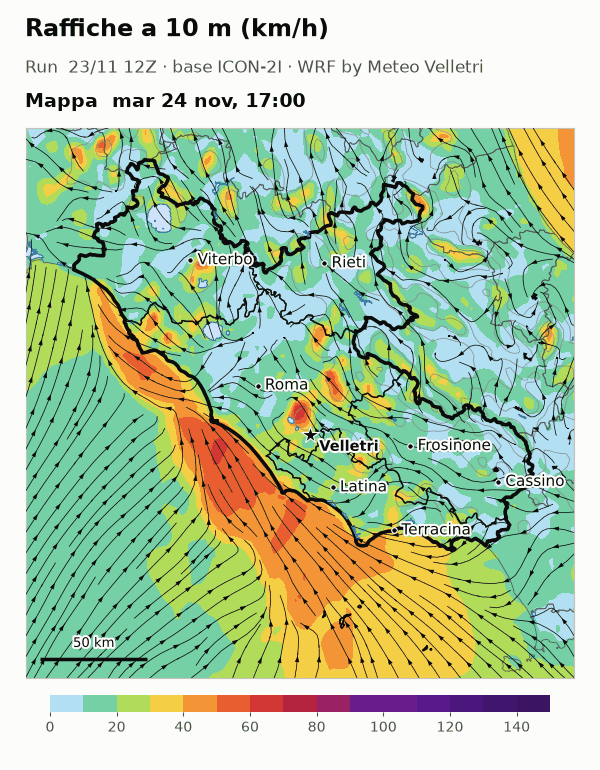 Raffiche a 10 m (km/h)
Run 23/11 12Z · base ICON-2I · WRF by Meteo Velletri
Mappa mar 24 nov, 17:00
Viterbo
Rieti
Roma
Velletri
Frosinone
Cassino
Latina
Terracina
50 km
0 20 40 60 80 100 120 140